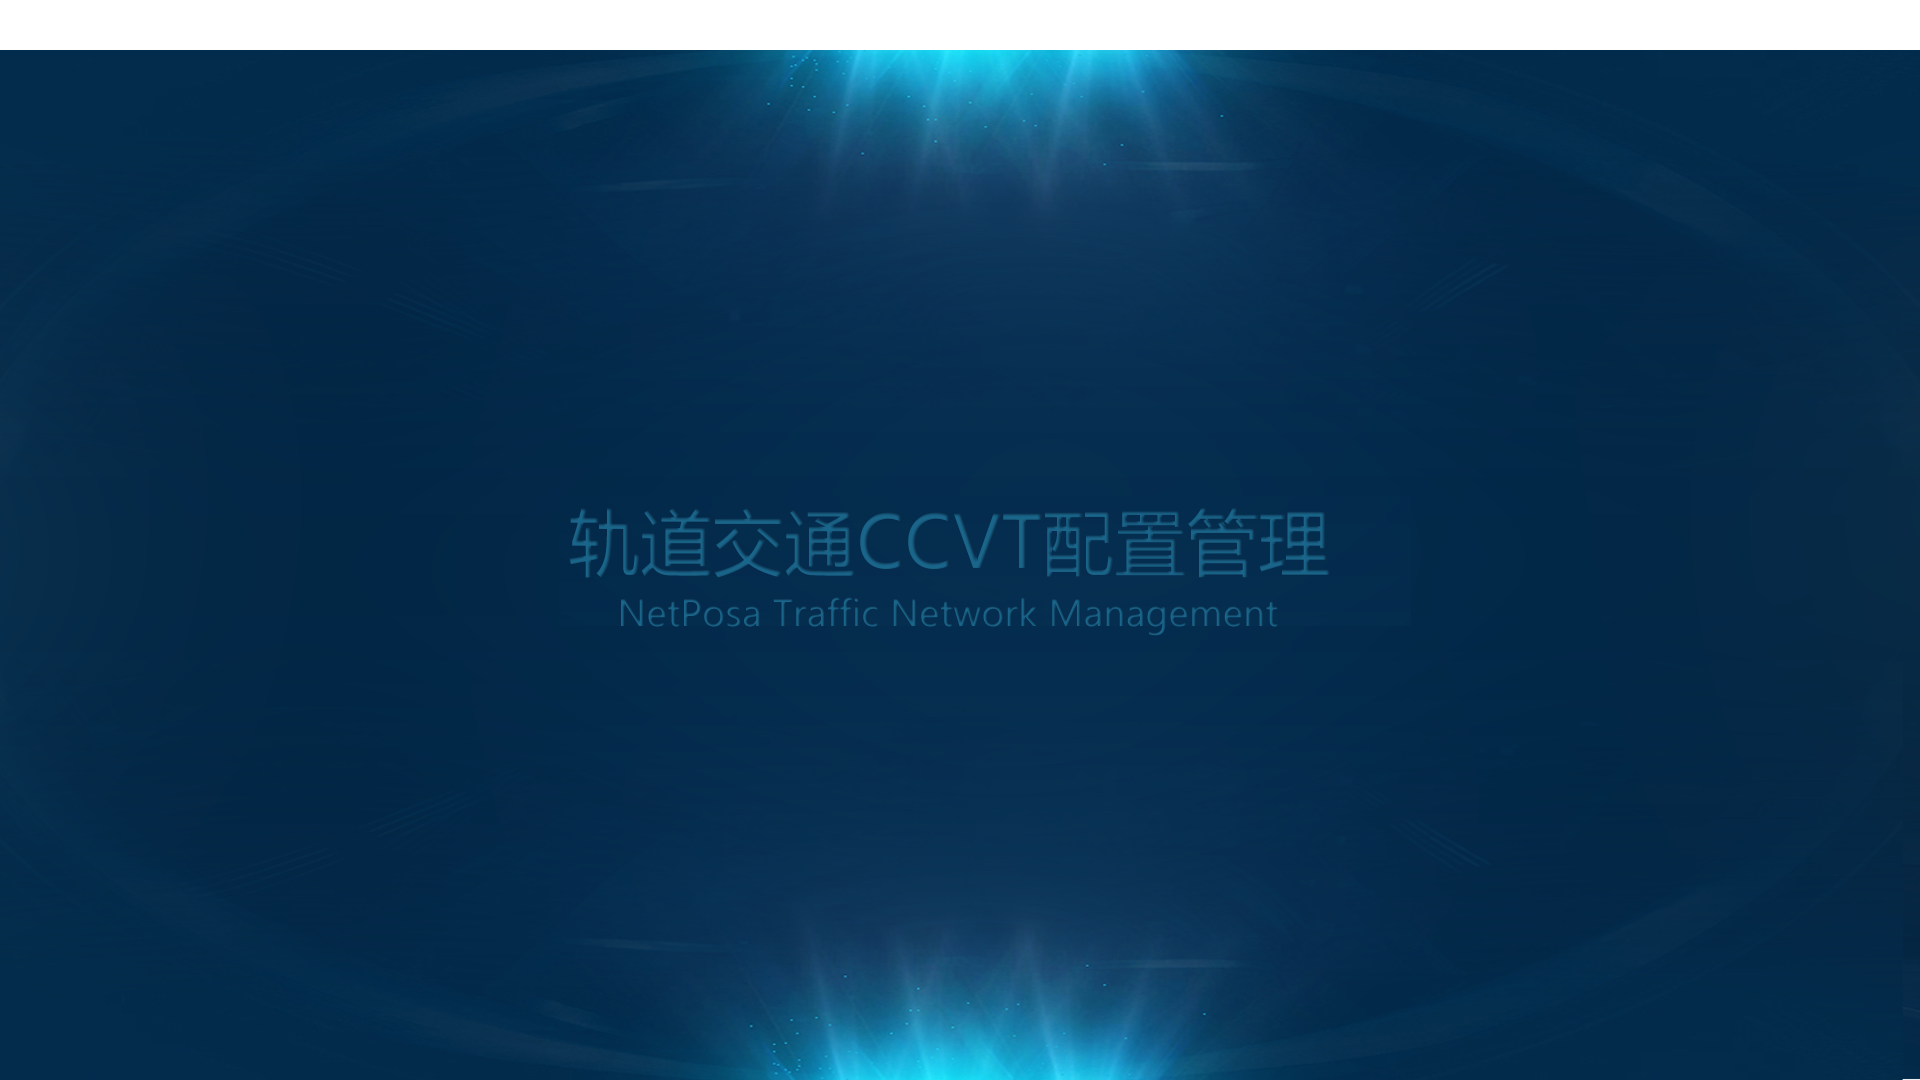 轨道交通CCVT配置管理
NetPosa Traffic Network Management